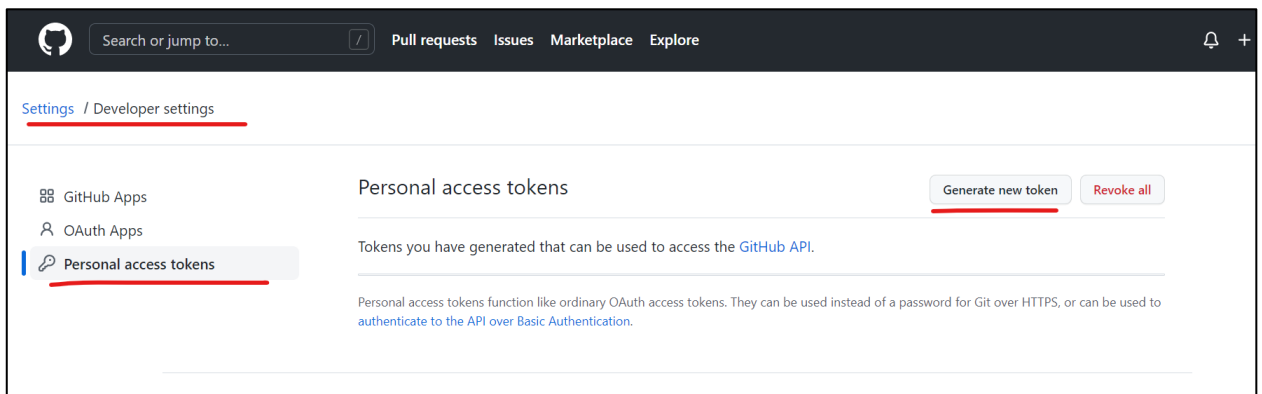 Search or jump to... /
Pull requests Issues Marketplace Explore
Settings / Developer settings
GitHub Apps
OAuth Apps
Personal access tokens
Personal access tokens
Generate new token
Revoke all
Tokens you have generated that can be used to access the GitHub API.
Personal access tokens function like ordinary OAuth access tokens. They can be used instead of a password for Git over HTTPS, or can be used to
authenticate to the API over Basic Authentication.